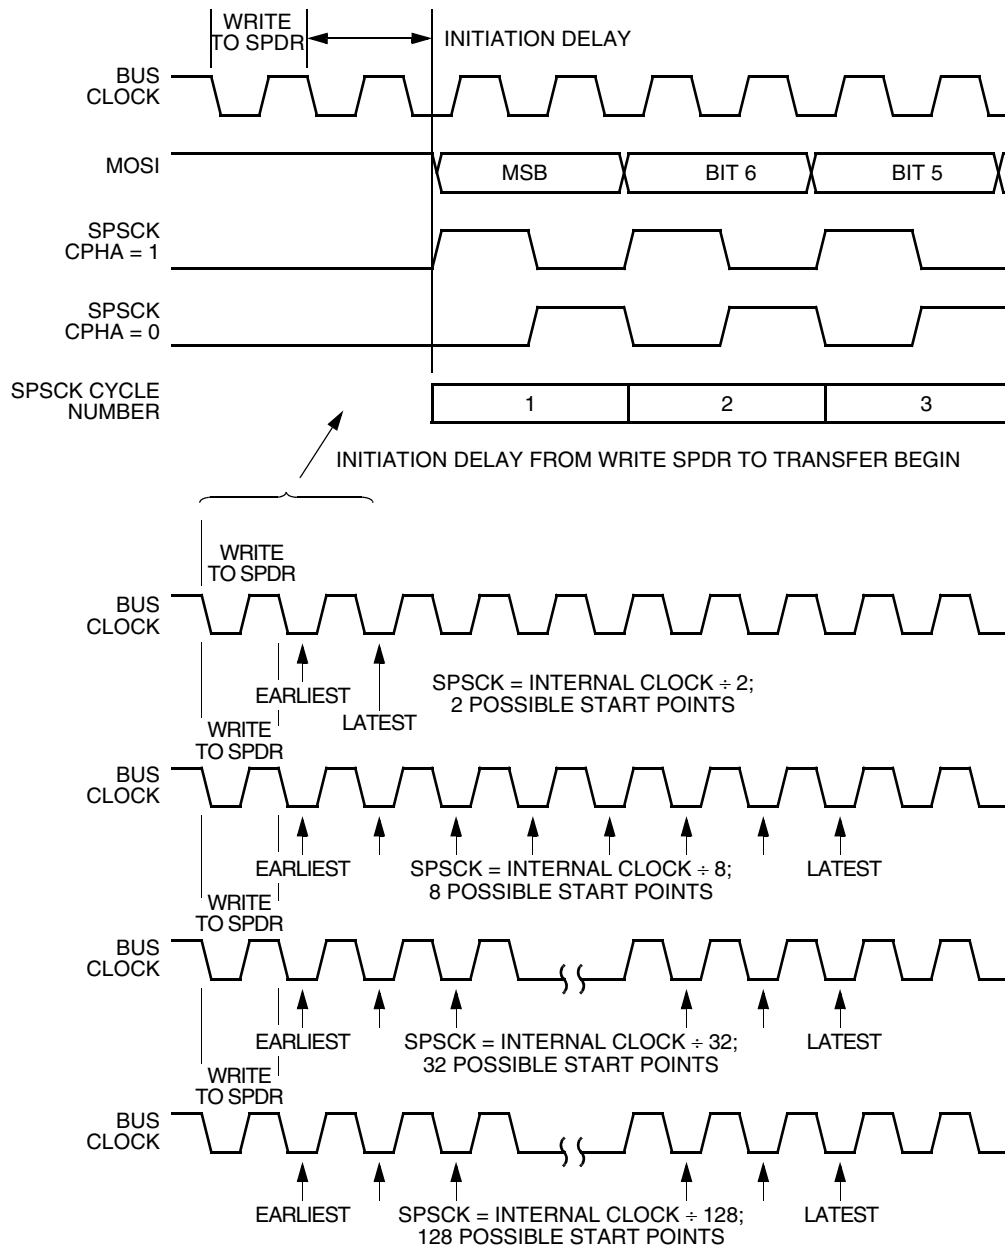 WRITE
TO SPDR
INITIATION DELAY
BUS
CLOCK
MOSI
MSB
BIT 6
BIT 5
SPSCK
CPHA = 1
SPSCK
CPHA = 0
SPSCK CYCLE
NUMBER
1
2
3
INITIATION DELAY FROM WRITE SPDR TO TRANSFER BEGIN
WRITE
TO SPDR
BUS
CLOCK
EARLIEST
LATEST
SPSCK = INTERNAL CLOCK ÷ 2;
2 POSSIBLE START POINTS
WRITE
TO SPDR
BUS
CLOCK
EARLIEST
SPSCK = INTERNAL CLOCK ÷ 8;
8 POSSIBLE START POINTS
LATEST
WRITE
TO SPDR
BUS
CLOCK
EARLIEST
SPSCK = INTERNAL CLOCK ÷ 32;
32 POSSIBLE START POINTS
LATEST
WRITE
TO SPDR
BUS
CLOCK
EARLIEST
SPSCK = INTERNAL CLOCK ÷ 128;
128 POSSIBLE START POINTS
LATEST